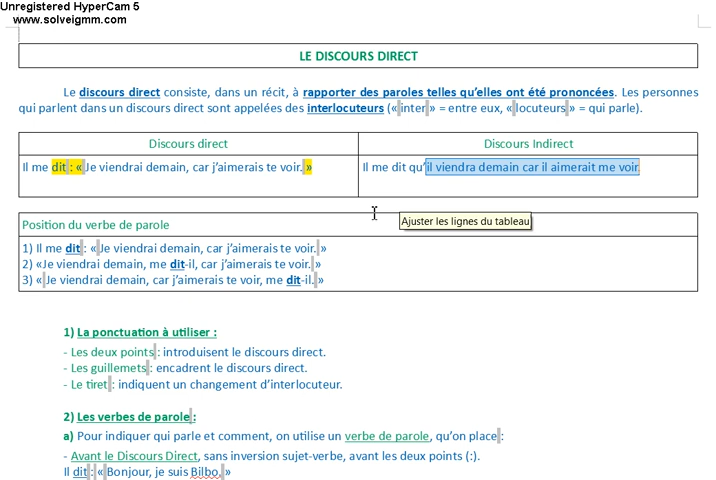 Unregistered HyperCam 5
www.solveigmm.com
LE DISCOURS DIRECT
Le discours direct consiste, dans un récit, à rapporter des paroles telles qu'elles ont été prononcées. Les personnes
qui parlent dans un discours direct sont appelées des interlocuteurs (« inter » = entre eux, « locuteurs » = qui parle).
Discours direct
Discours Indirect
Il me dit : « Je viendrai demain, car j'aimerais te voir. »
Il me dit qu'il viendra demain car il aimerait me voir
Ajuster les lignes du tableau
Position du verbe de parole
1) Il me dit : « Je viendrai demain, car j'aimerais te voir. »
2) «Je viendrai demain, me dit-il, car j'aimerais te voir. »
3) « Je viendrai demain, car j'aimerais te voir, me dit-il. »
1) La ponctuation à utiliser :
- Les deux points : introduisent le discours direct.
- Les guillemets : encadrent le discours direct.
- Le tiret : indiquent un changement d'interlocuteur.
2) Les verbes de parole :
a) Pour indiquer qui parle et comment, on utilise un verbe de parole, qu'on place :
- Avant le Discours Direct, sans inversion sujet-verbe, avant les deux points (:).
Il dit : « Bonjour, je suis Bilbo. »